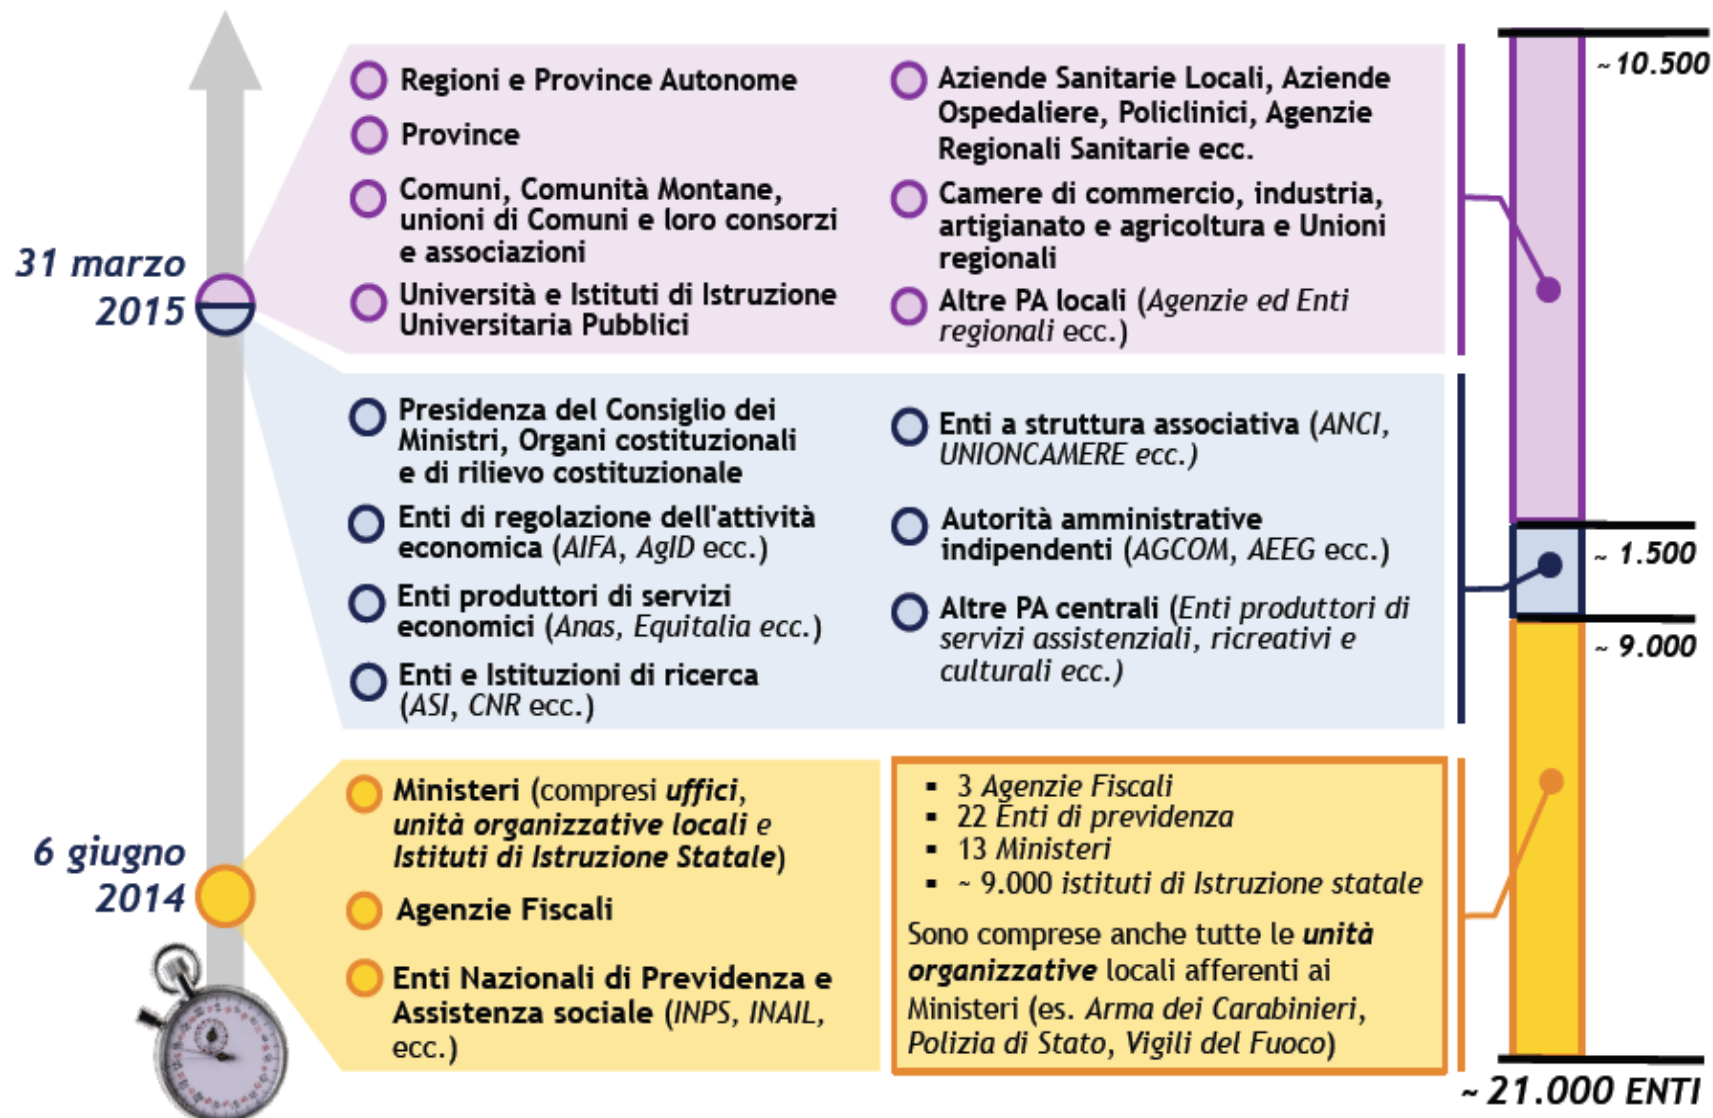 Regioni e Province Autonome
Province
Comuni, Comunità Montane,
unioni di Comuni e loro consorzi
e associazioni
Università e Istituti di Istruzione
Universitaria Pubblici
Aziende Sanitarie Locali, Aziende
Ospedaliere, Policlinici, Agenzie
Regionali Sanitarie ecc.
Camere di commercio, industria,
artigianato e agricoltura e Unioni
regionali
Altre PA locali (Agenzie ed Enti
regionali ecc.)
~ 10.500
31 marzo
2015
Presidenza del Consiglio dei
Ministri, Organi costituzionali
e di rilievo costituzionale
Enti di regolazione dell'attività
economica (AIFA, AgID ecc.)
Enti produttori di servizi
economici (Anas, Equitalia ecc.)
Enti e Istituzioni di ricerca
(ASI, CNR ecc.)
Enti a struttura associativa (ANCI,
UNIONCAMERE ecc.)
Autorità amministrative
indipendenti (AGCOM, AEEG ecc.)
Altre PA centrali (Enti produttori di
servizi assistenziali, ricreativi e
culturali ecc.)
~ 1.500
~ 9.000
6 giugno
2014
Ministeri (compresi uffici,
unità organizzative locali e
Istituti di Istruzione Statale)
Agenzie Fiscali
Enti Nazionali di Previdenza e
Assistenza sociale (INPS, INAIL,
ecc.)
▪ 3 Agenzie Fiscali
▪ 22 Enti di previdenza
▪ 13 Ministeri
▪ ~ 9.000 istituti di Istruzione statale
Sono comprese anche tutte le unità
organizzative locali afferenti ai
Ministeri (es. Arma dei Carabinieri,
Polizia di Stato, Vigili del Fuoco)
~ 21.000 ENTI